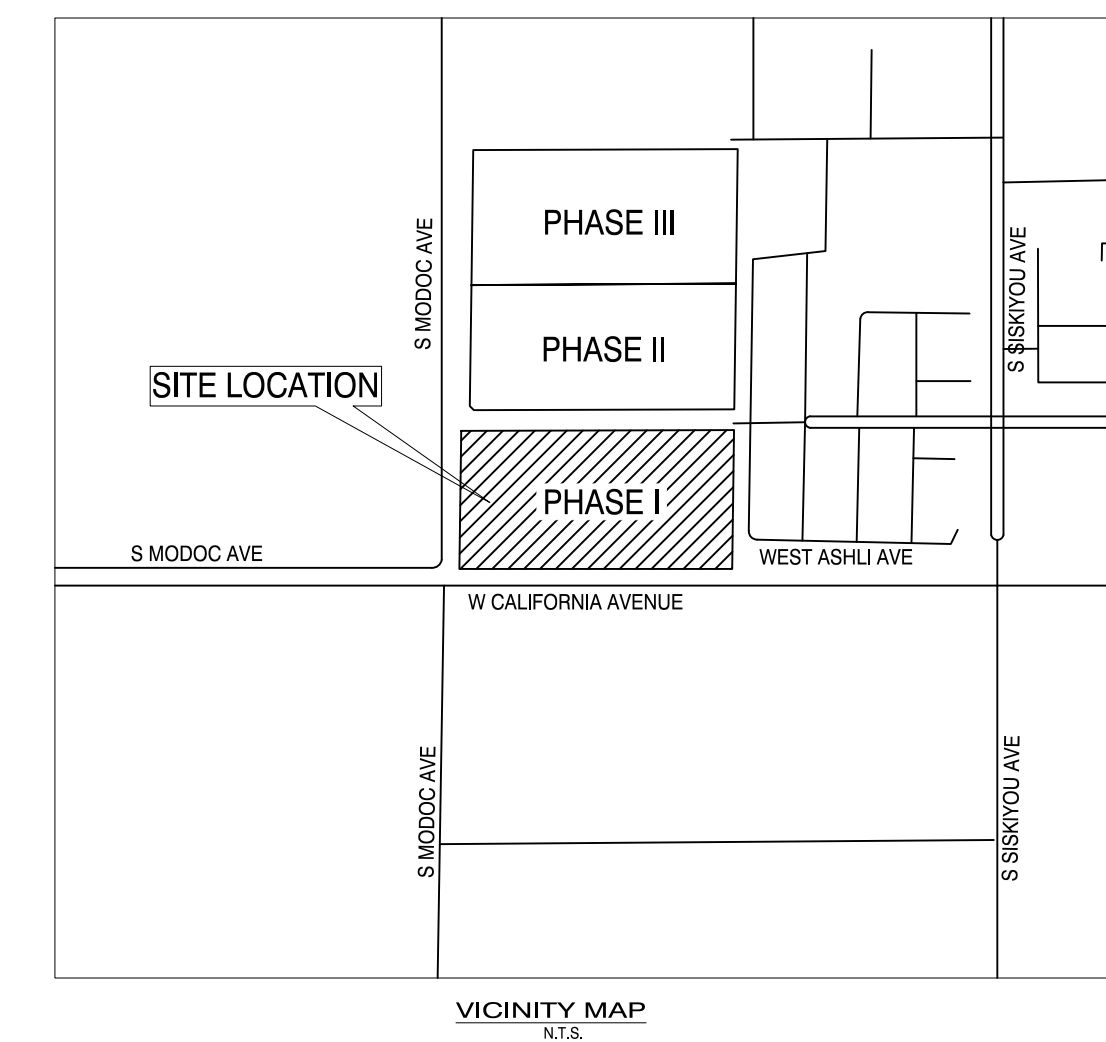 PHASE III
S MODOC AVE
S SISKIYOU AVE
PHASE II
SITE LOCATION
PHASE I
S MODOC AVE
WEST ASHLI AVE
W CALIFORNIA AVENUE
S MODOC AVE
S SISKIYOU AVE
VICINITY MAP
N.T.S.